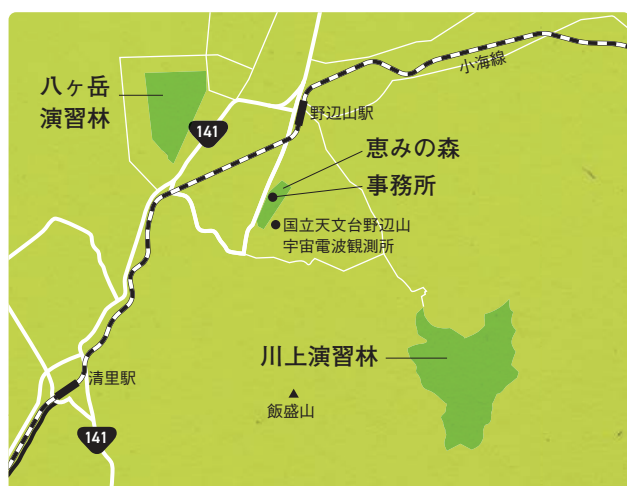 小海線
八ヶ岳
演習林
141
野辺山駅
恵みの森
事務所
国立天文台野辺山
宇宙電波観測所
川上演習林
清里駅
飯盛山
141